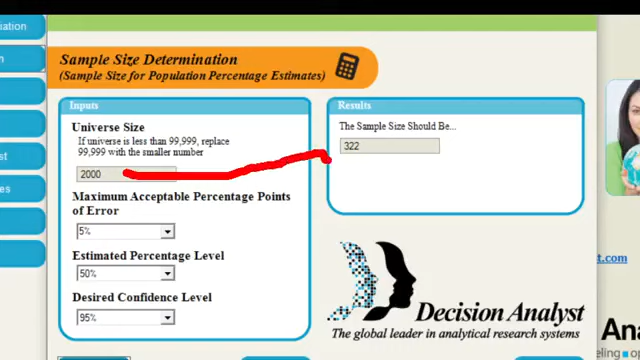 iation
n
st
es
Sample Size Determination
(Sample Size for Population Percentage Estimates)
Inputs
Universe Size
If universe is less than 99,999, replace
99,999 with the smaller number
2000
Maximum Acceptable Percentage Points
of Error
5%
Estimated Percentage Level
50%
Desired Confidence Level
95%
Results
The Sample Size Should Be...
322
Decision Analyst
The global leader in analytical research systems
st.com
Ana
eling